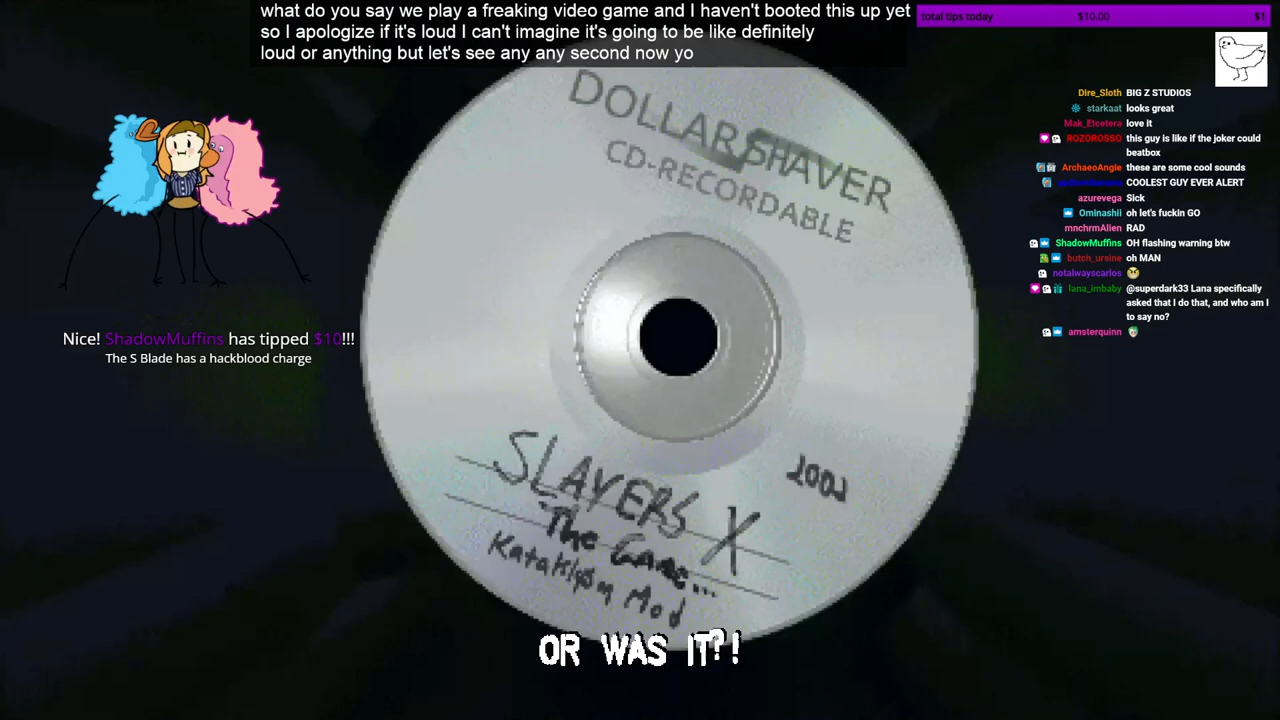 what do you say we play a freaking video game and I haven't booted this up yet
so I apologize if it's loud I can't imagine it's going to be like definitely
loud or anything but let's see any any second now yo
total tips today $10.00 $1
Dire_Sloth BIG Z STUDIOS
starkaat looks great
Mak_Etcetera love it
ROZOROSSO this guy is like if the joker could
beatbox
ArchaeoAngie these are some cool sounds
COOLEST GUY EVER ALERT
azurevega Sick
Ominashii oh let's fuckin GO
mnchrmAlien RAD
ShadowMuffins OH flashing warning btw
butch_ursine oh MAN
notalwayscarlos
lana_imbaby @superdark33 Lana specifically
asked that I do that, and who am I
to say no?
amsterquinn
Nice! ShadowMuffins has tipped $10!!!
The S Blade has a hackblood charge
DOLLAR SHAVER
CD-RECORDABLE
SLAYERS X
2002
The Game...
Kataklysm Mod
OR WAS IT?!